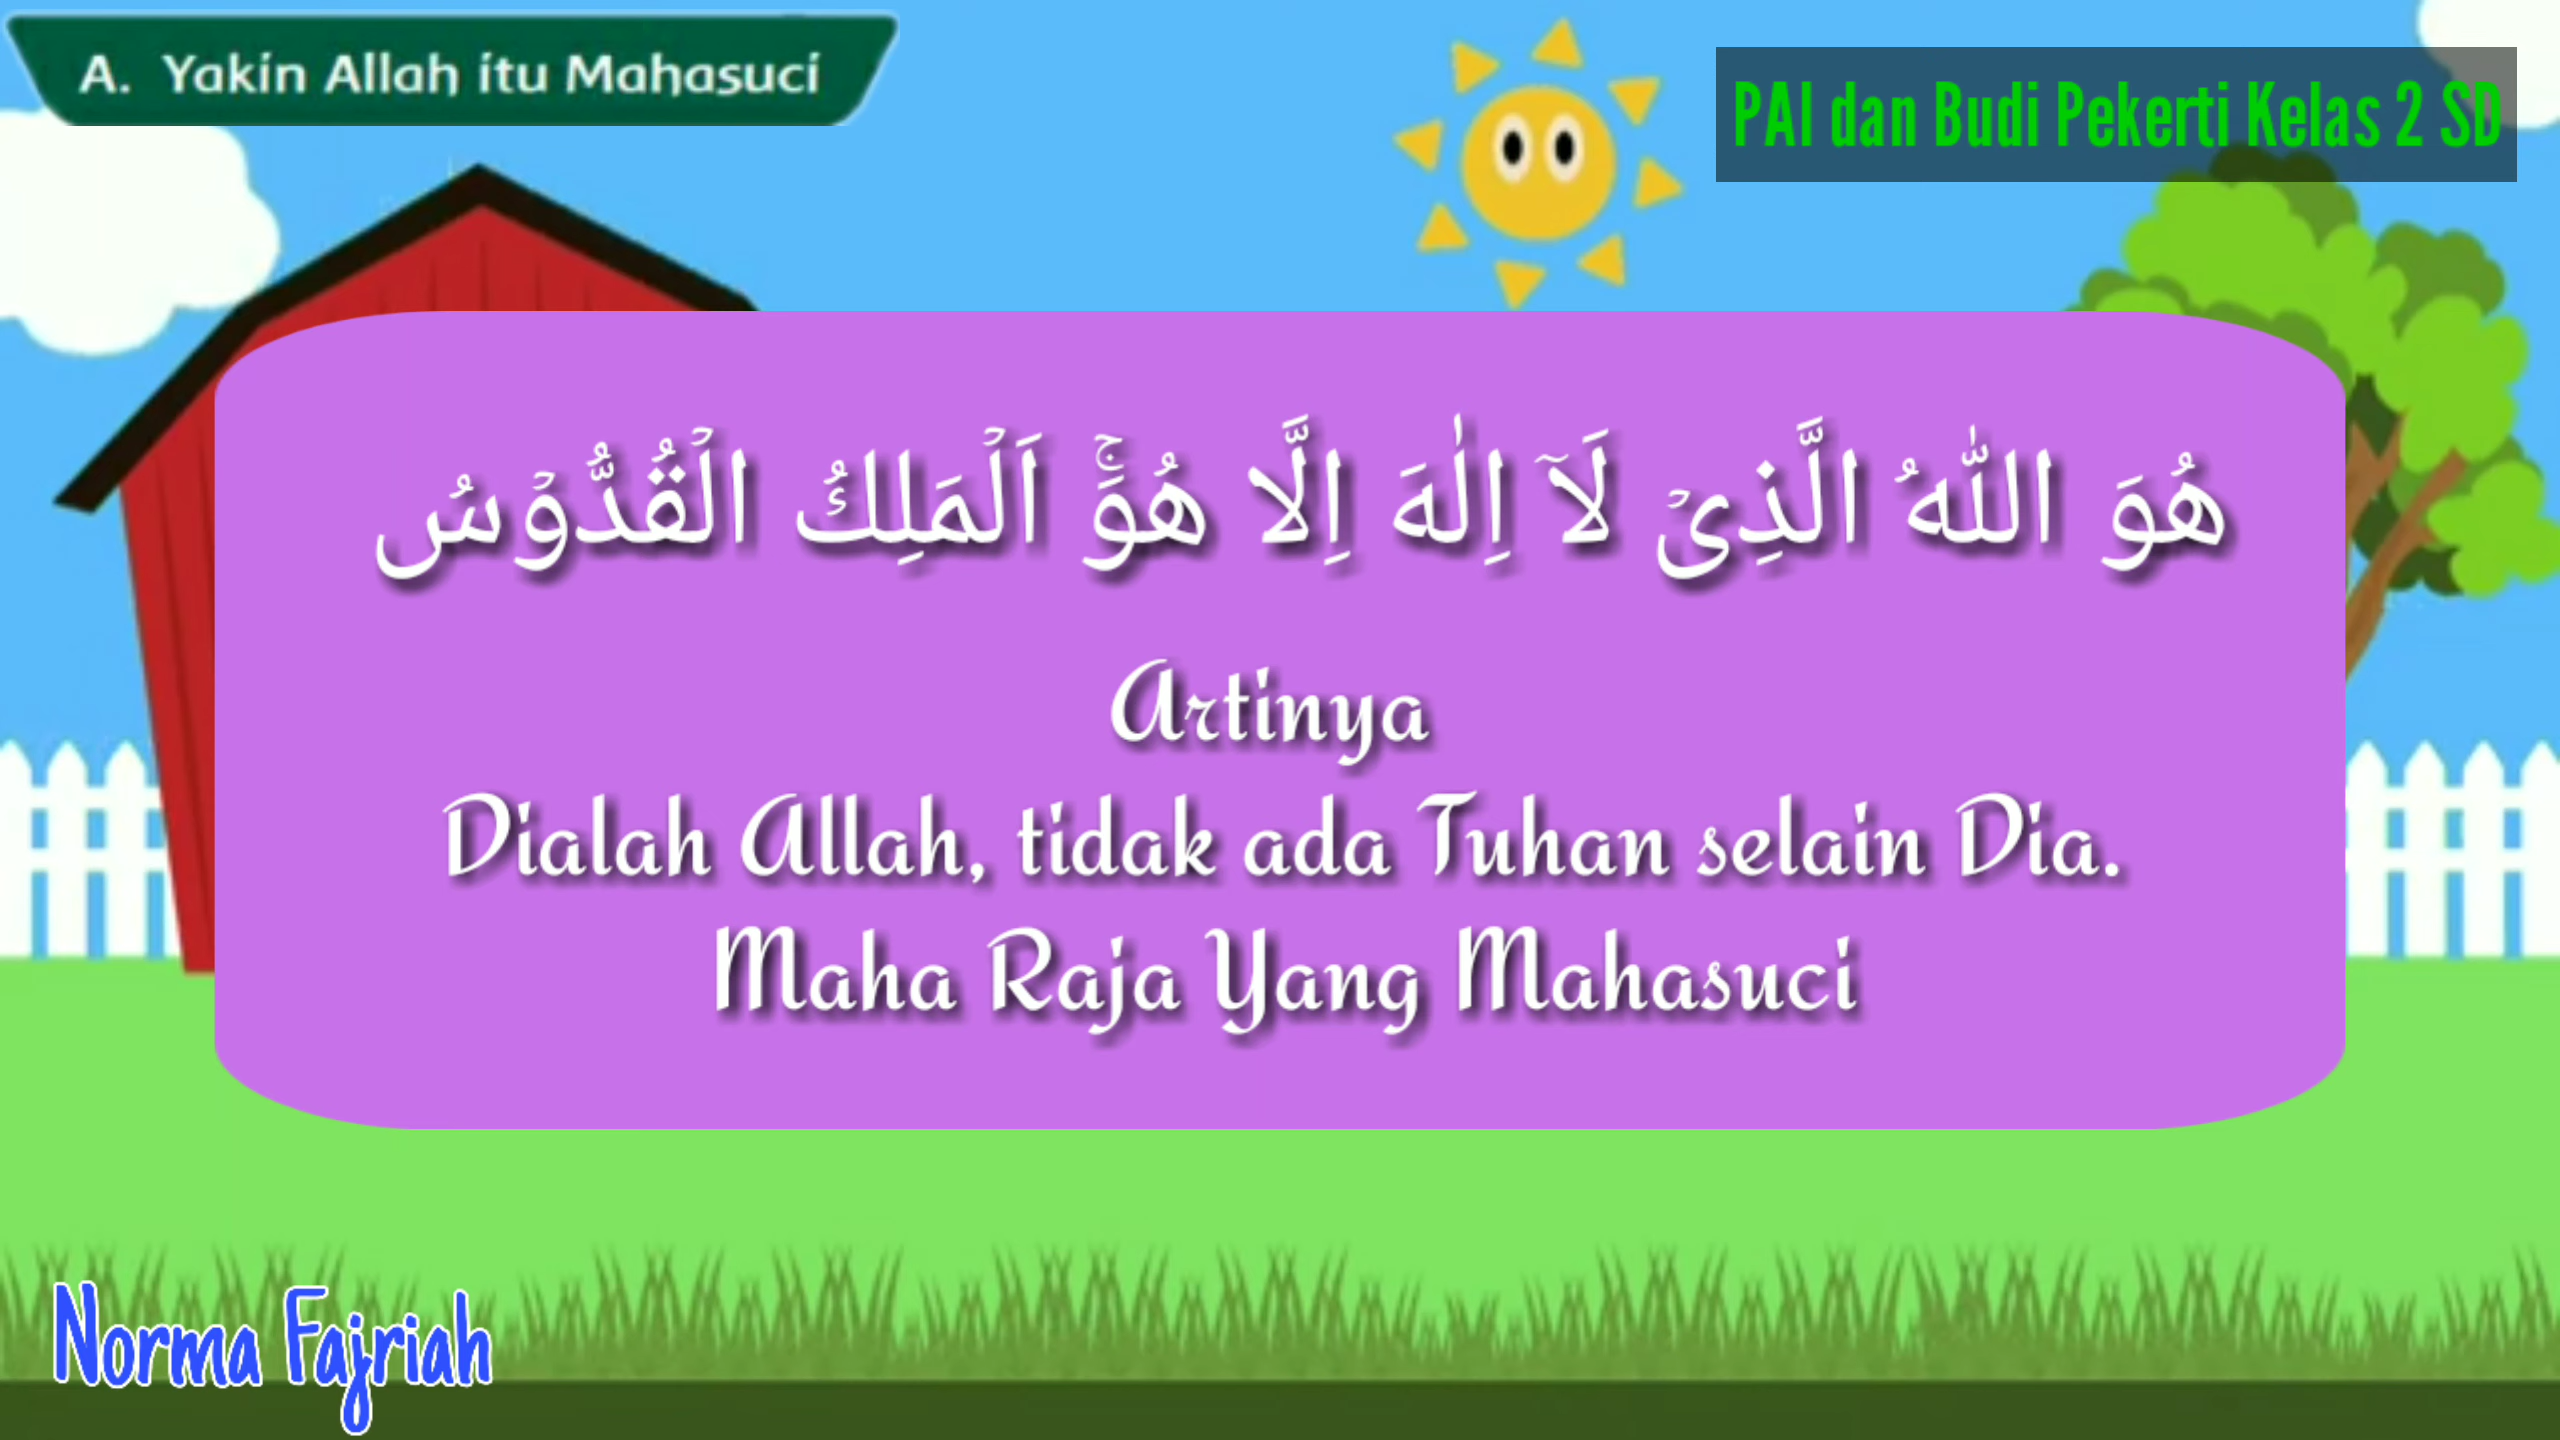 A. Yakin Allah itu Mahasuci
PAI dan Budi Pekerti Kelas 2 SD
هُوَ اللّٰهُ الَّذِىْ لَآ اِلٰهَ اِلَّا هُوَۚ اَلْمَلِكُ الْقُدُّوْسُ
Artinya
Dialah Allah, tidak ada Tuhan selain Dia.
Maha Raja Yang Mahasuci
Norma Fajriah